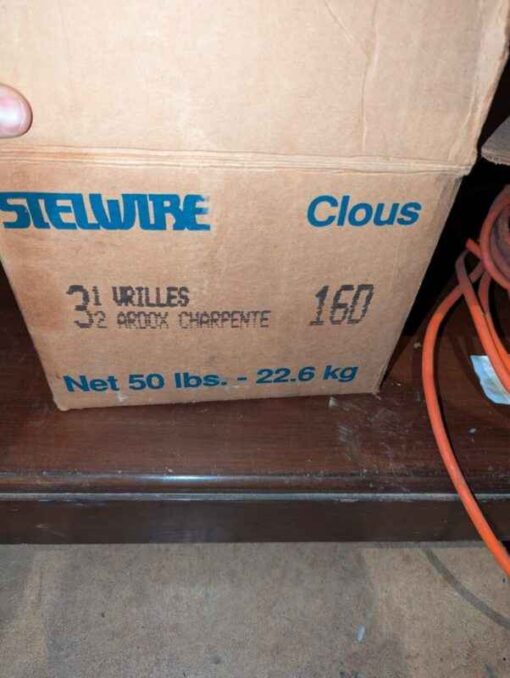 STELWIRE Clous
3 1/2 VRILLES
ARDOX CHARPENTE 16D
Net 50 lbs. - 22.6 kg